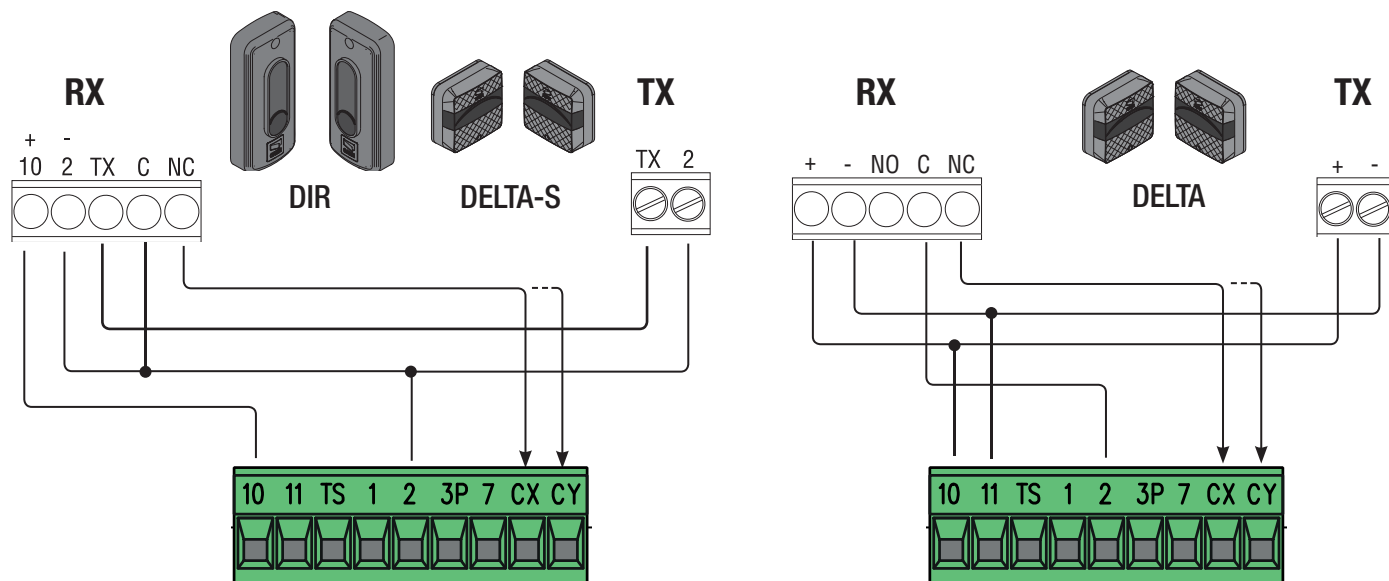 RX
TX
+ -
10 2 TX C NC
TX 2
DIR
DELTA-S
10 11 TS 1 2 3P 7 CX CY
RX
TX
+ - NO C NC
+ -
DELTA
10 11 TS 1 2 3P 7 CX CY